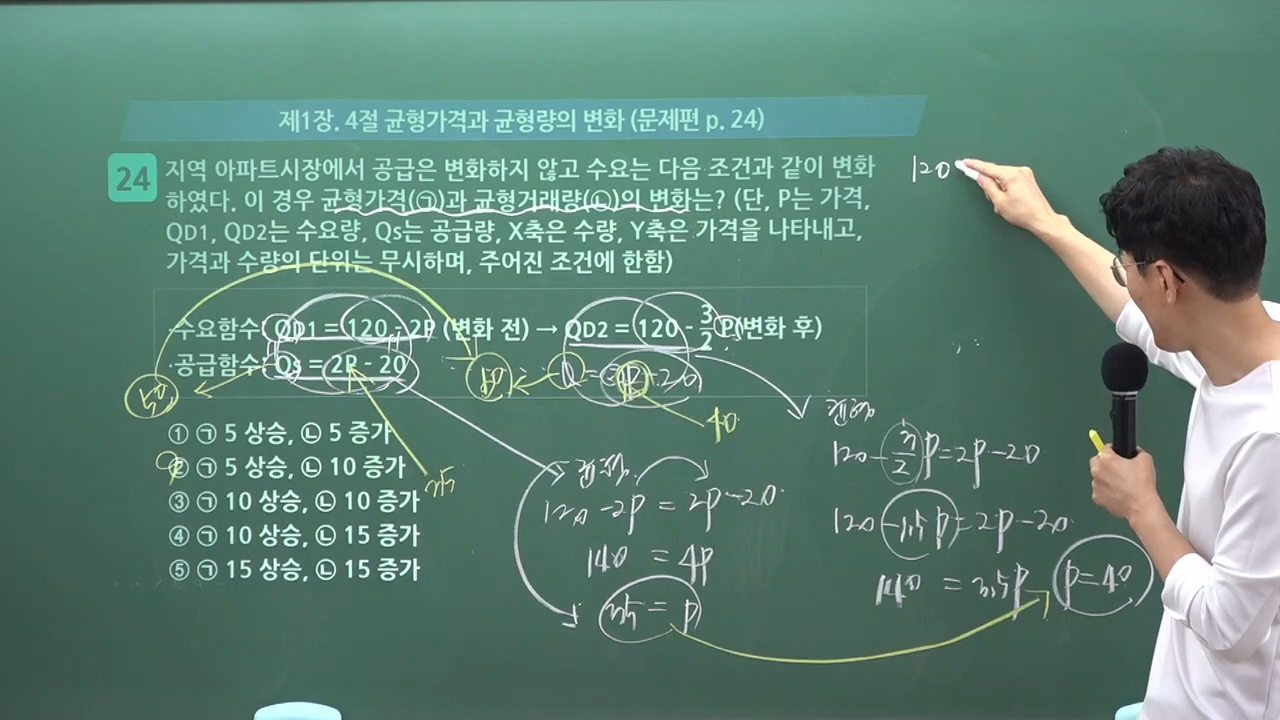 제1장. 4절 균형가격과 균형량의 변화 (문제편 p. 24)
24 지역 아파트시장에서 공급은 변화하지 않고 수요는 다음 조건과 같이 변화
하였다. 이 경우 균형가격(㉠)과 균형거래량(㉡)의 변화는? (단, P는 가격,
QD1, QD2는 수요량, Qs는 공급량, X축은 수량, Y축은 가격을 나타내고,
가격과 수량의 단위는 무시하며, 주어진 조건에 한함)
·수요함수: QD1 = 120 - 2P (변화 전) → QD2 = 120 - 3/2 P(변화 후)
·공급함수: Qs = 2P - 20
① ㉠ 5 상승, ㉡ 5 증가
② ㉠ 5 상승, ㉡ 10 증가
③ ㉠ 10 상승, ㉡ 10 증가
④ ㉠ 10 상승, ㉡ 15 증가
⑤ ㉠ 15 상승, ㉡ 15 증가
50
40
35
균형
120 - 2P = 2P - 20
140 = 4P
35 = P
균형
120 - 3/2 P = 2P - 20
120 - 1.5P = 2P - 20
140 = 3.5P P = 40
120